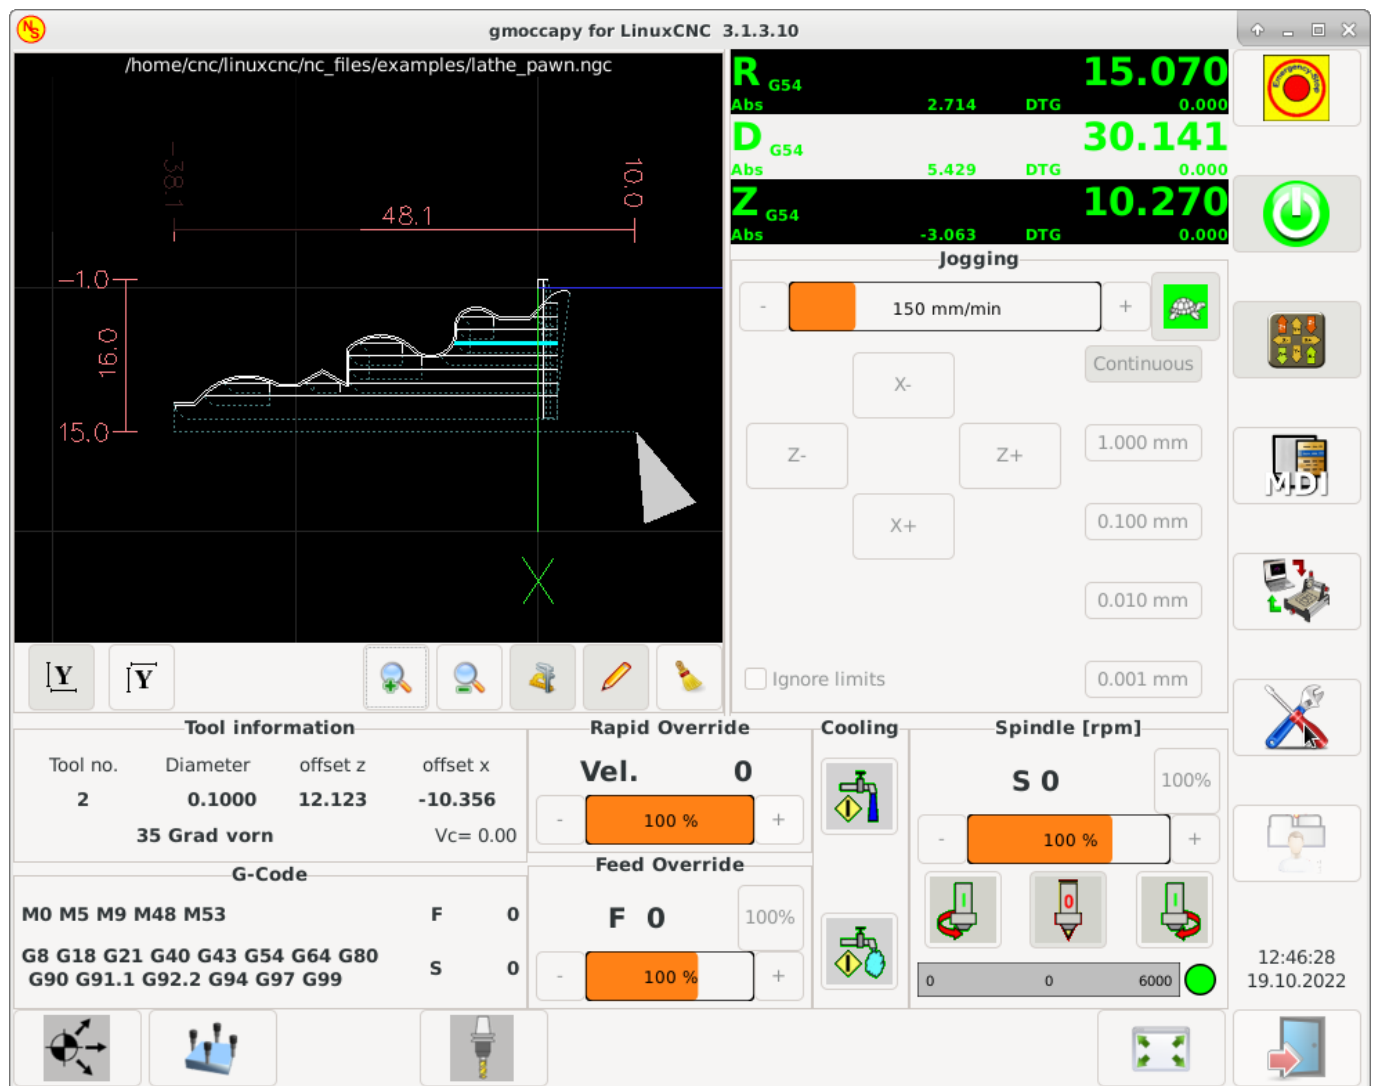 NS
gmoccapy for LinuxCNC 3.1.3.10
/home/cnc/linuxcnc/nc_files/examples/lathe_pawn.ngc
-38.1
10.0
48.1
-1.0
16.0
15.0
X
R G54 15.070
Abs 2.714 DTG 0.000
D G54 30.141
Abs 5.429 DTG 0.000
Z G54 10.270
Abs -3.063 DTG 0.000
Emergency-Stop
Jogging
- 150 mm/min +
Continuous
X-
Z- Z+
X+
1.000 mm
0.100 mm
0.010 mm
0.001 mm
Ignore limits
MDI
Y Y
Tool information
Tool no. Diameter offset z offset x
2 0.1000 12.123 -10.356
35 Grad vorn Vc= 0.00
G-Code
M0 M5 M9 M48 M53 F 0
G8 G18 G21 G40 G43 G54 G64 G80
G90 G91.1 G92.2 G94 G97 G99
S 0
Rapid Override
Vel. 0
- 100 % +
Feed Override
F 0 100%
- 100 % +
Cooling
Spindle [rpm]
S 0 100%
- 100 % +
I 0 I
0 0 6000
12:46:28
19.10.2022